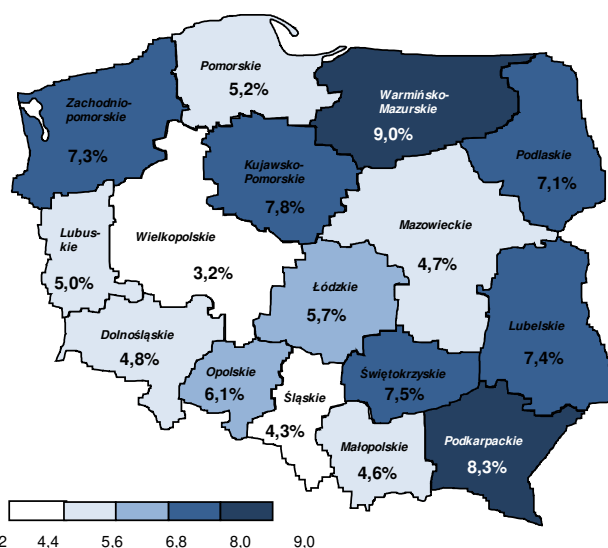 Pomorskie
5,2%
Zachodnio-
pomorskie
7,3%
Warmińsko-
Mazurskie
9,0%
Podlaskie
7,1%
Kujawsko-
Pomorskie
7,8%
Mazowieckie
4,7%
Lubus-
kie
5,0%
Wielkopolskie
3,2%
Łódzkie
5,7%
Lubelskie
7,4%
Dolnośląskie
4,8%
Opolskie
6,1%
Śląskie
4,3%
Świętokrzyskie
7,5%
Małopolskie
4,6%
Podkarpackie
8,3%
2 4,4 5,6 6,8 8,0 9,0